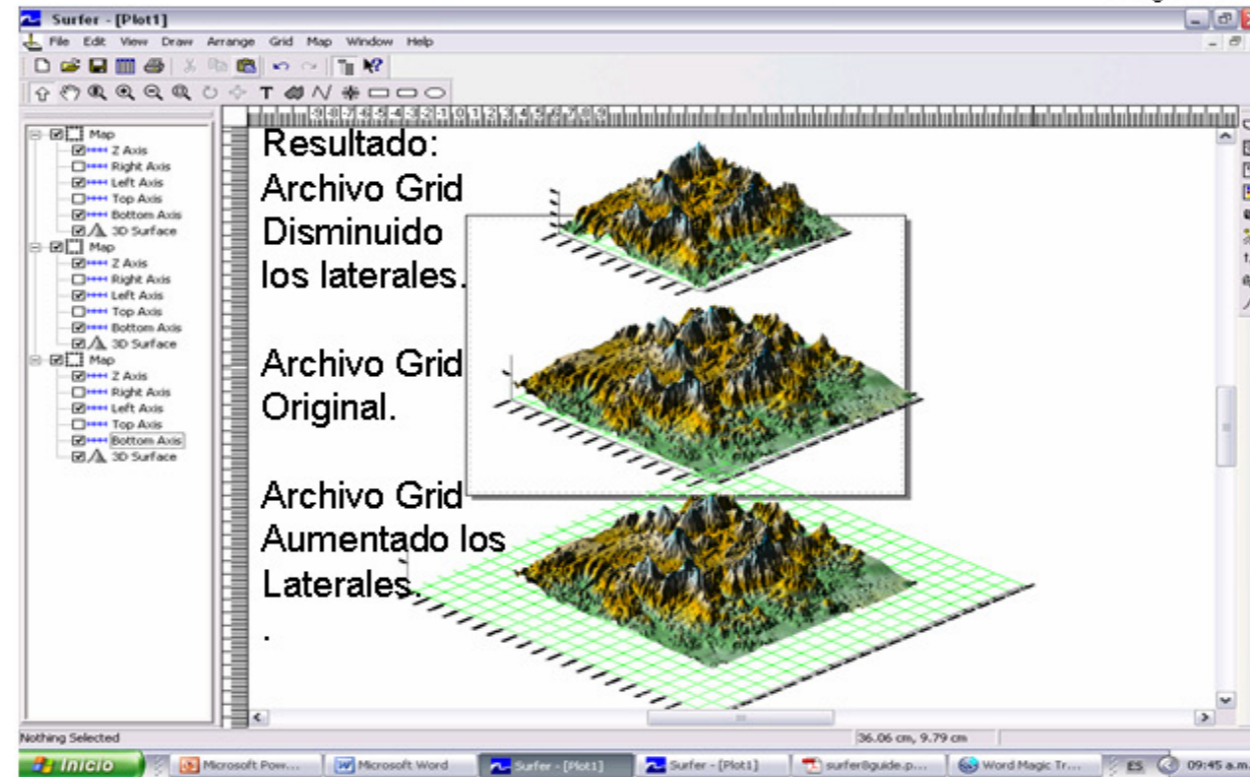 Surfer - [Plot1]
File Edit View Draw Arrange Grid Map Window Help
Map
Z Axis
Right Axis
Left Axis
Top Axis
Bottom Axis
3D Surface
Map
Z Axis
Right Axis
Left Axis
Top Axis
Bottom Axis
3D Surface
Map
Z Axis
Right Axis
Left Axis
Top Axis
Bottom Axis
3D Surface
Resultado:
Archivo Grid
Disminuido
los laterales.
Archivo Grid
Original.
Archivo Grid
Aumentado los
Laterales.
.
Nothing Selected
36.06 cm, 9.79 cm
Inicio
Microsoft Pow...
Microsoft Word
Surfer - [Plot1]
Surfer - [Plot1]
surfer8guide.p...
Word Magic Tr...
ES
09:45 a.m.